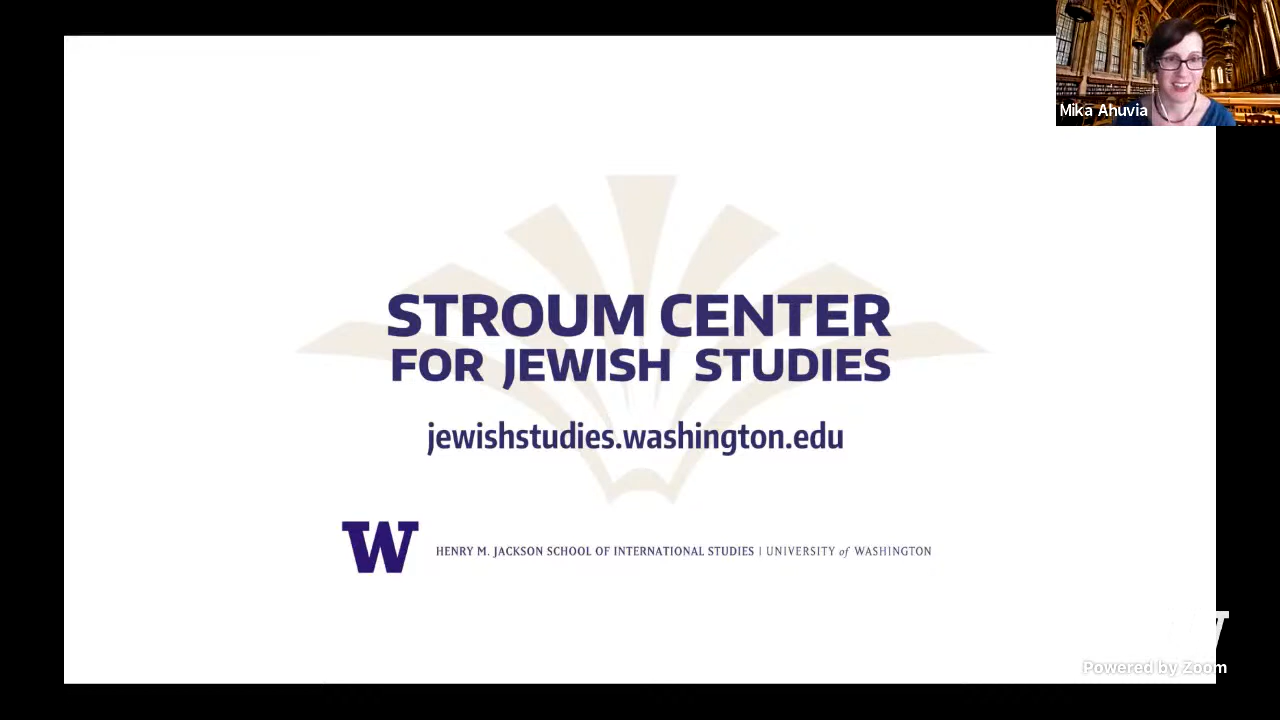 Mika Ahuvia
STROUM CENTER
FOR JEWISH STUDIES
jewishstudies.washington.edu
W
HENRY M. JACKSON SCHOOL OF INTERNATIONAL STUDIES | UNIVERSITY of WASHINGTON
W
Powered by Zoom